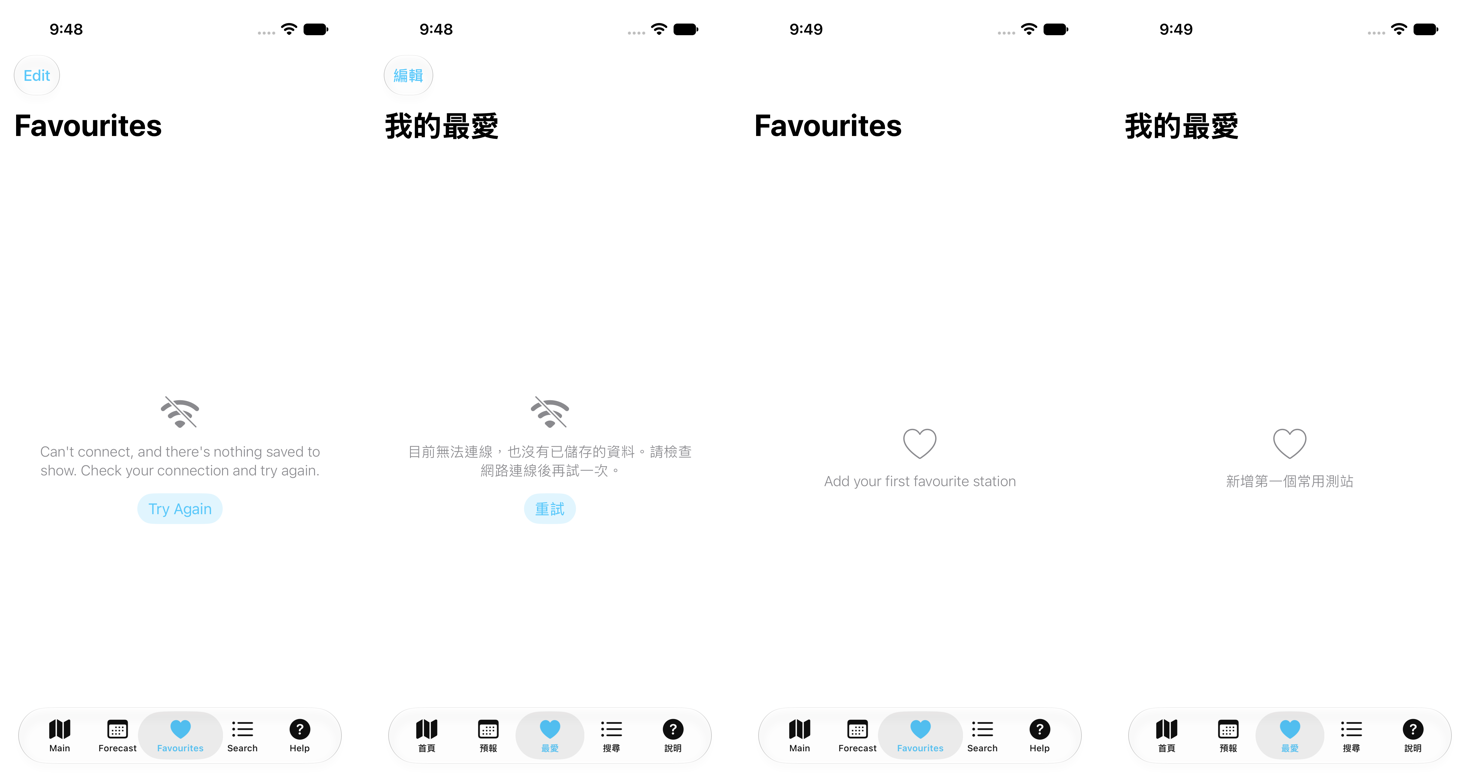 9:48
Edit
Favourites
Can't connect, and there's nothing saved to
show. Check your connection and try again.
Try Again
Main
Forecast
Favourites
Search
Help
9:48
編輯
我的最愛
目前無法連線，也沒有已儲存的資料。請檢查
網路連線後再試一次。
重試
首頁
預報
最愛
搜尋
說明
9:49
Favourites
Add your first favourite station
Main
Forecast
Favourites
Search
Help
9:49
我的最愛
新增第一個常用測站
首頁
預報
最愛
搜尋
說明